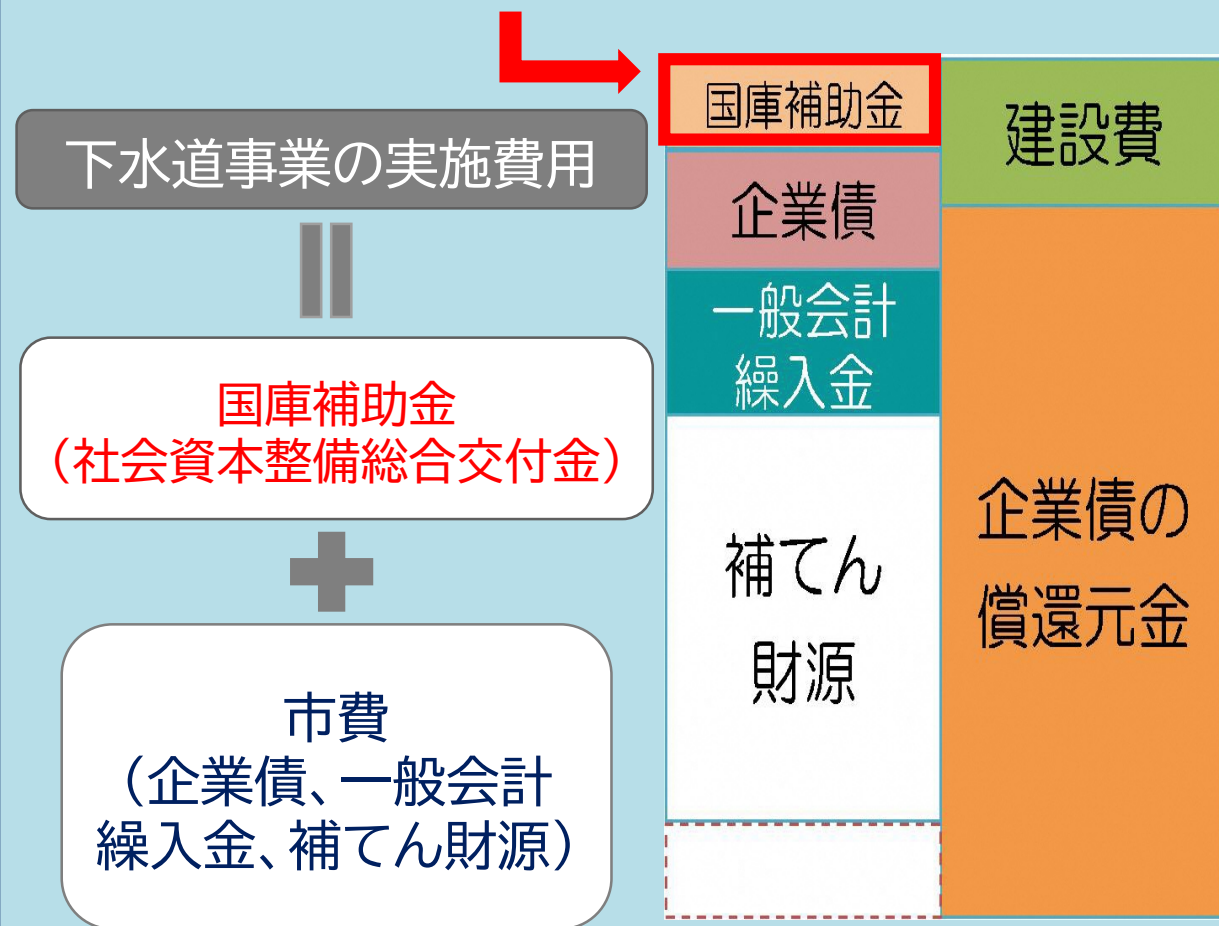 下水道事業の実施費用
国庫補助金
（社会資本整備総合交付金）
市費
（企業債、一般会計
繰入金、補てん財源）
国庫補助金
企業債
一般会計
繰入金
補てん
財源
建設費
企業債の
償還元金